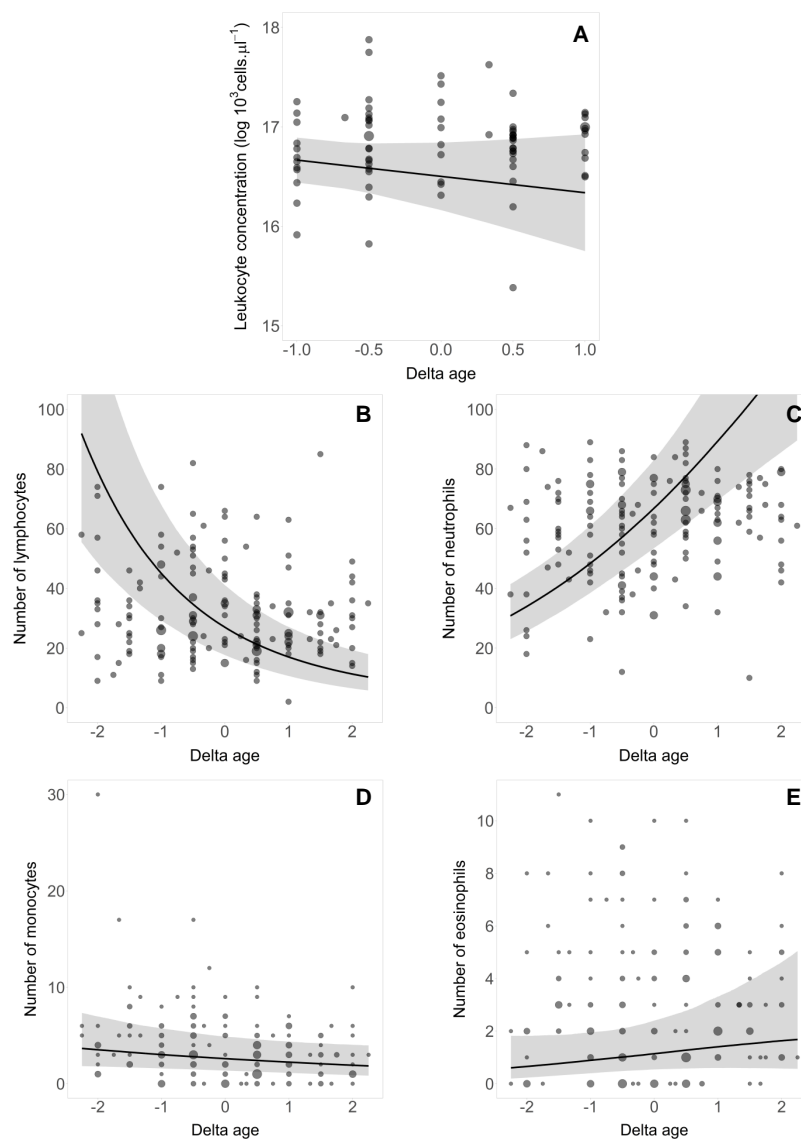 A
Leukocyte concentration (log 10³cells.µl⁻¹)
18
17
16
15
-1.0 -0.5 0.0 0.5 1.0
Delta age
B
Number of lymphocytes
100
80
60
40
20
0
-2 -1 0 1 2
Delta age
C
Number of neutrophils
100
80
60
40
20
0
-2 -1 0 1 2
Delta age
D
Number of monocytes
30
20
10
0
-2 -1 0 1 2
Delta age
E
Number of eosinophils
10
8
6
4
2
0
-2 -1 0 1 2
Delta age